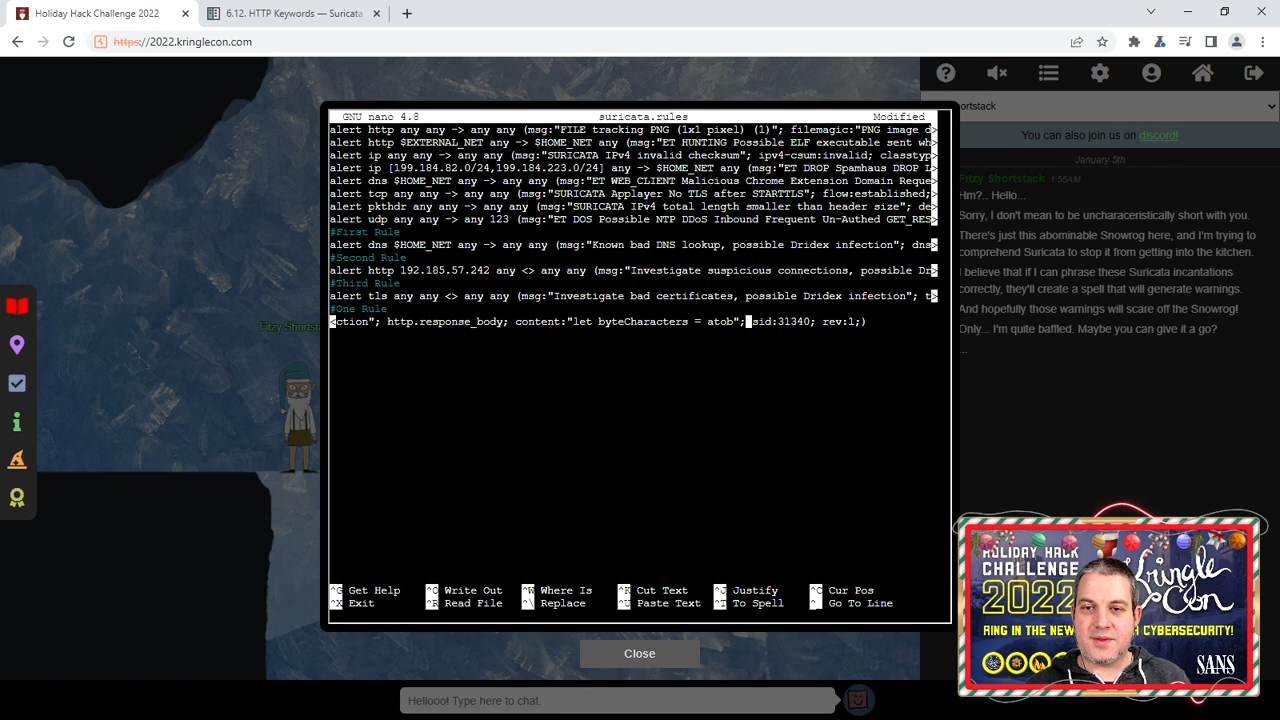 Holiday Hack Challenge 2022
6.12. HTTP Keywords — Suricata
https://2022.kringlecon.com
GNU nano 4.8 suricata.rules Modified
alert http any any -> any any (msg:"FILE tracking PNG (1x1 pixel) (1)"; filemagic:"PNG image d>
alert http $EXTERNAL_NET any -> $HOME_NET any (msg:"ET HUNTING Possible ELF executable sent wh>
alert ip any any -> any any (msg:"SURICATA IPv4 invalid checksum"; ipv4-csum:invalid; classtyp>
alert ip [199.184.82.0/24,199.184.223.0/24] any -> $HOME_NET any (msg:"ET DROP Spamhaus DROP I>
alert dns $HOME_NET any -> any any (msg:"ET WEB_CLIENT Malicious Chrome Extension Domain Reque>
alert tcp any any -> any any (msg:"SURICATA Applayer No TLS after STARTTLS"; flow:established;>
alert pkthdr any any -> any any (msg:"SURICATA IPv4 total length smaller than header size"; de>
alert udp any any -> any 123 (msg:"ET DOS Possible NTP DDoS Inbound Frequent Un-Authed GET_RES>
#First Rule
alert dns $HOME_NET any -> any any (msg:"Known bad DNS lookup, possible Dridex infection"; dns>
#Second Rule
alert http 192.185.57.242 any <> any any (msg:"Investigate suspicious connections, possible Dr>
#Third Rule
alert tls any any <> any any (msg:"Investigate bad certificates, possible Dridex infection"; t>
#One Rule
<ction"; http.response_body; content:"let byteCharacters = atob"; sid:31340; rev:1;)
^G Get Help ^O Write Out ^W Where Is ^K Cut Text ^J Justify ^C Cur Pos
^X Exit ^R Read File ^\ Replace ^U Paste Text ^T To Spell ^_ Go To Line
Close
Hellooo! Type here to chat.
Fitzy Shortsta
ortstack
You can also join us on discord!
January 5th
Fitzy Shortstack 1:55AM
Hm?.. Hello...
Sorry, I don't mean to be uncharacteristically short with you.
There's just this abominable Snowrog here, and I'm trying to
comprehend Suricata to stop it from getting into the kitchen.
I believe that if I can phrase these Suricata incantations
correctly, they'll create a spell that will generate warnings.
And hopefully those warnings will scare off the Snowrog!
Only... I'm quite baffled. Maybe you can give it a go?
...
HOLIDAY HACK
CHALLENGE
2022
Kringle
Con
RING IN THE NEW
CYBERSECURITY!
SANS